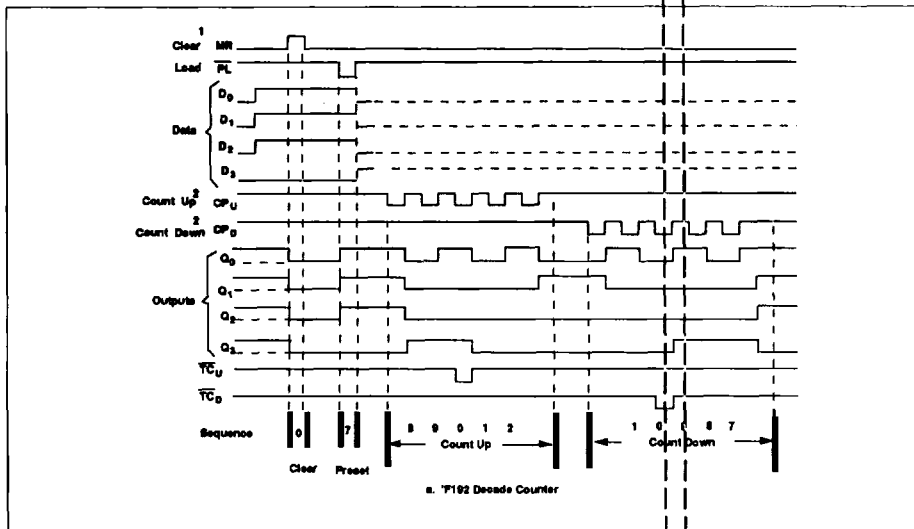 1
Clear MR
Load PL
Data
D0
D1
D2
D3
2
Count Up CPU
2
Count Down CPD
Outputs
Q0
Q1
Q2
Q3
TCU
TCD
Sequence 0 7 8 9 0 1 2 1 0 8 7
Count Up Count Down
Clear Preset
a. 'F192 Decade Counter